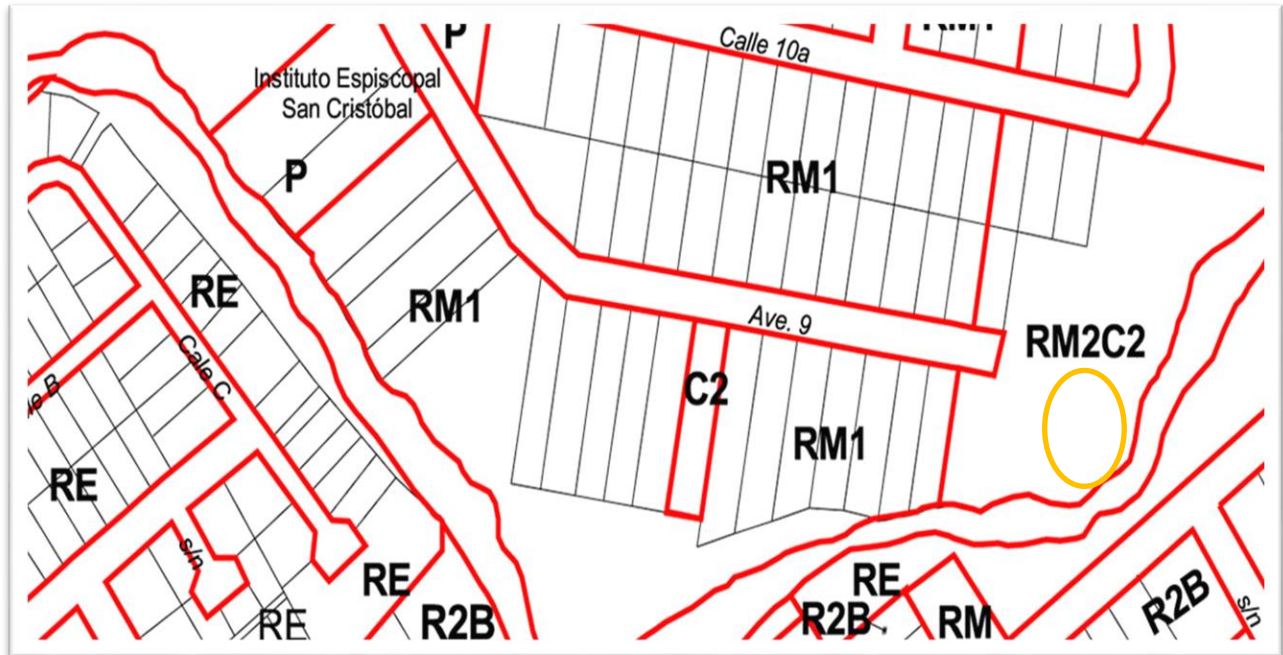 P
Calle 10a
Instituto Espiscopal
San Cristóbal
P
RM1
RE
RM1
Ave. 9
RM2C2
Calle C
C2
RM1
RE
s/n
RE
RE
R2B
RE
R2B
RM
R2B
s/n